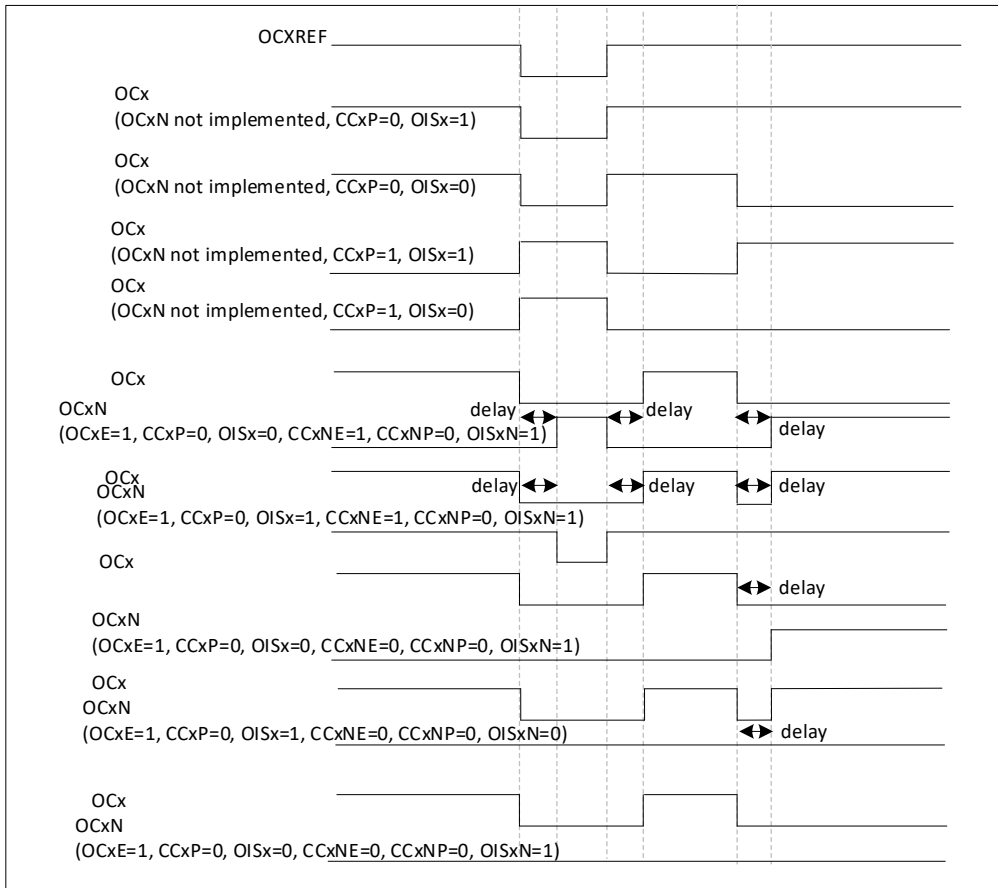 OCXREF
OCx
(OCxN not implemented, CCxP=0, OISx=1)
OCx
(OCxN not implemented, CCxP=0, OISx=0)
OCx
(OCxN not implemented, CCxP=1, OISx=1)
OCx
(OCxN not implemented, CCxP=1, OISx=0)
OCx
OCxN
delay
delay
delay
(OCxE=1, CCxP=0, OISx=0, CCxNE=1, CCxNP=0, OISxN=1)
OCx
delay
delay
delay
OCxN
(OCxE=1, CCxP=0, OISx=1, CCxNE=1, CCxNP=0, OISxN=1)
OCx
delay
OCxN
(OCxE=1, CCxP=0, OISx=0, CCxNE=0, CCxNP=0, OISxN=1)
OCx
OCxN
(OCxE=1, CCxP=0, OISx=1, CCxNE=0, CCxNP=0, OISxN=0)
delay
OCx
OCxN
(OCxE=1, CCxP=0, OISx=0, CCxNE=0, CCxNP=0, OISxN=1)